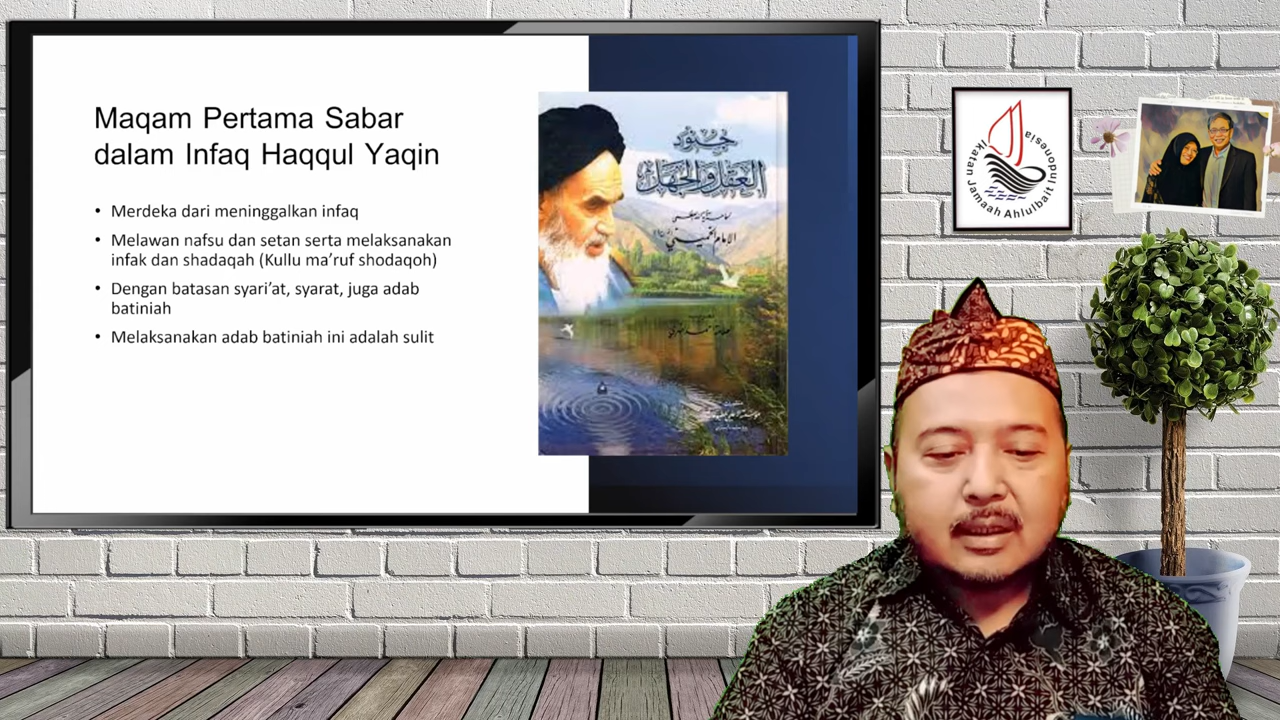 Maqam Pertama Sabar
dalam Infaq Haqqul Yaqin
• Merdeka dari meninggalkan infaq
• Melawan nafsu dan setan serta melaksanakan
infak dan shadaqah (Kullu ma’ruf shodaqoh)
• Dengan batasan syari’at, syarat, juga adab
batiniah
• Melaksanakan adab batiniah ini adalah sulit
جنود
العقل والجهل
الامام الخميني
Ikatan Jamaah Ahlulbait Indonesia